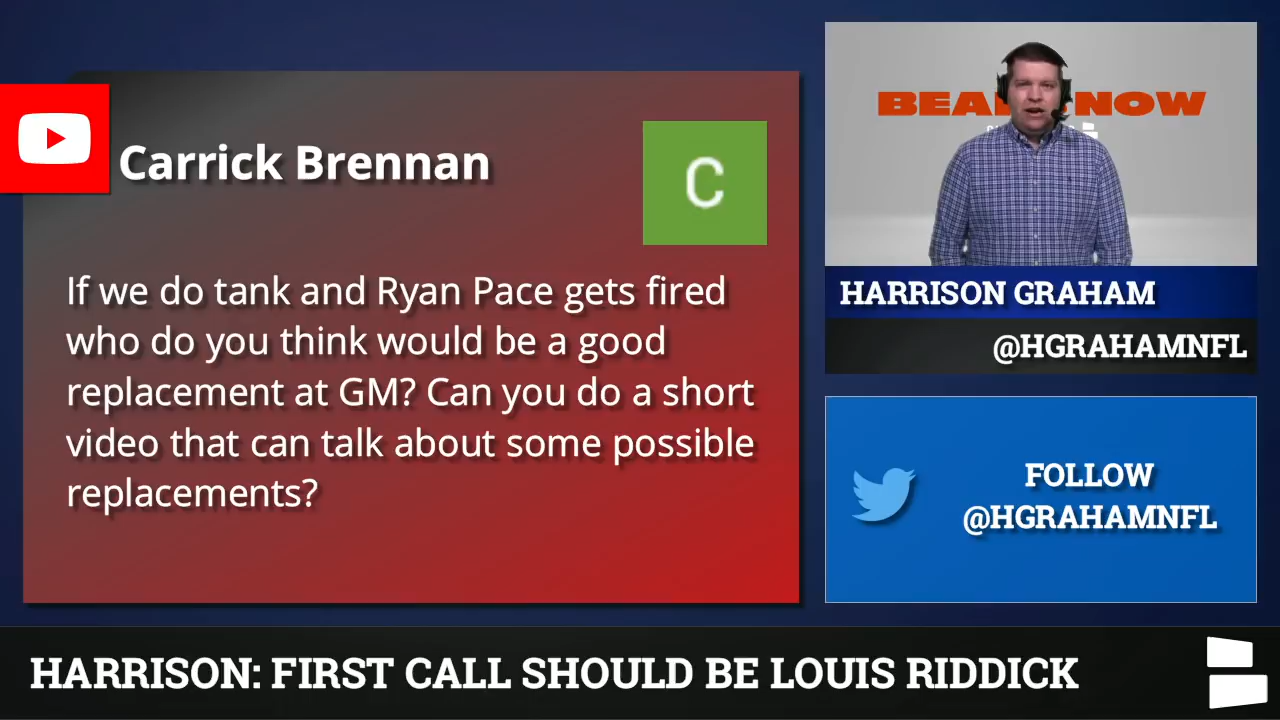 Carrick Brennan
C
If we do tank and Ryan Pace gets fired
who do you think would be a good
replacement at GM? Can you do a short
video that can talk about some possible
replacements?
HARRISON GRAHAM
@HGRAHAMNFL
FOLLOW
@HGRAHAMNFL
HARRISON: FIRST CALL SHOULD BE LOUIS RIDDICK